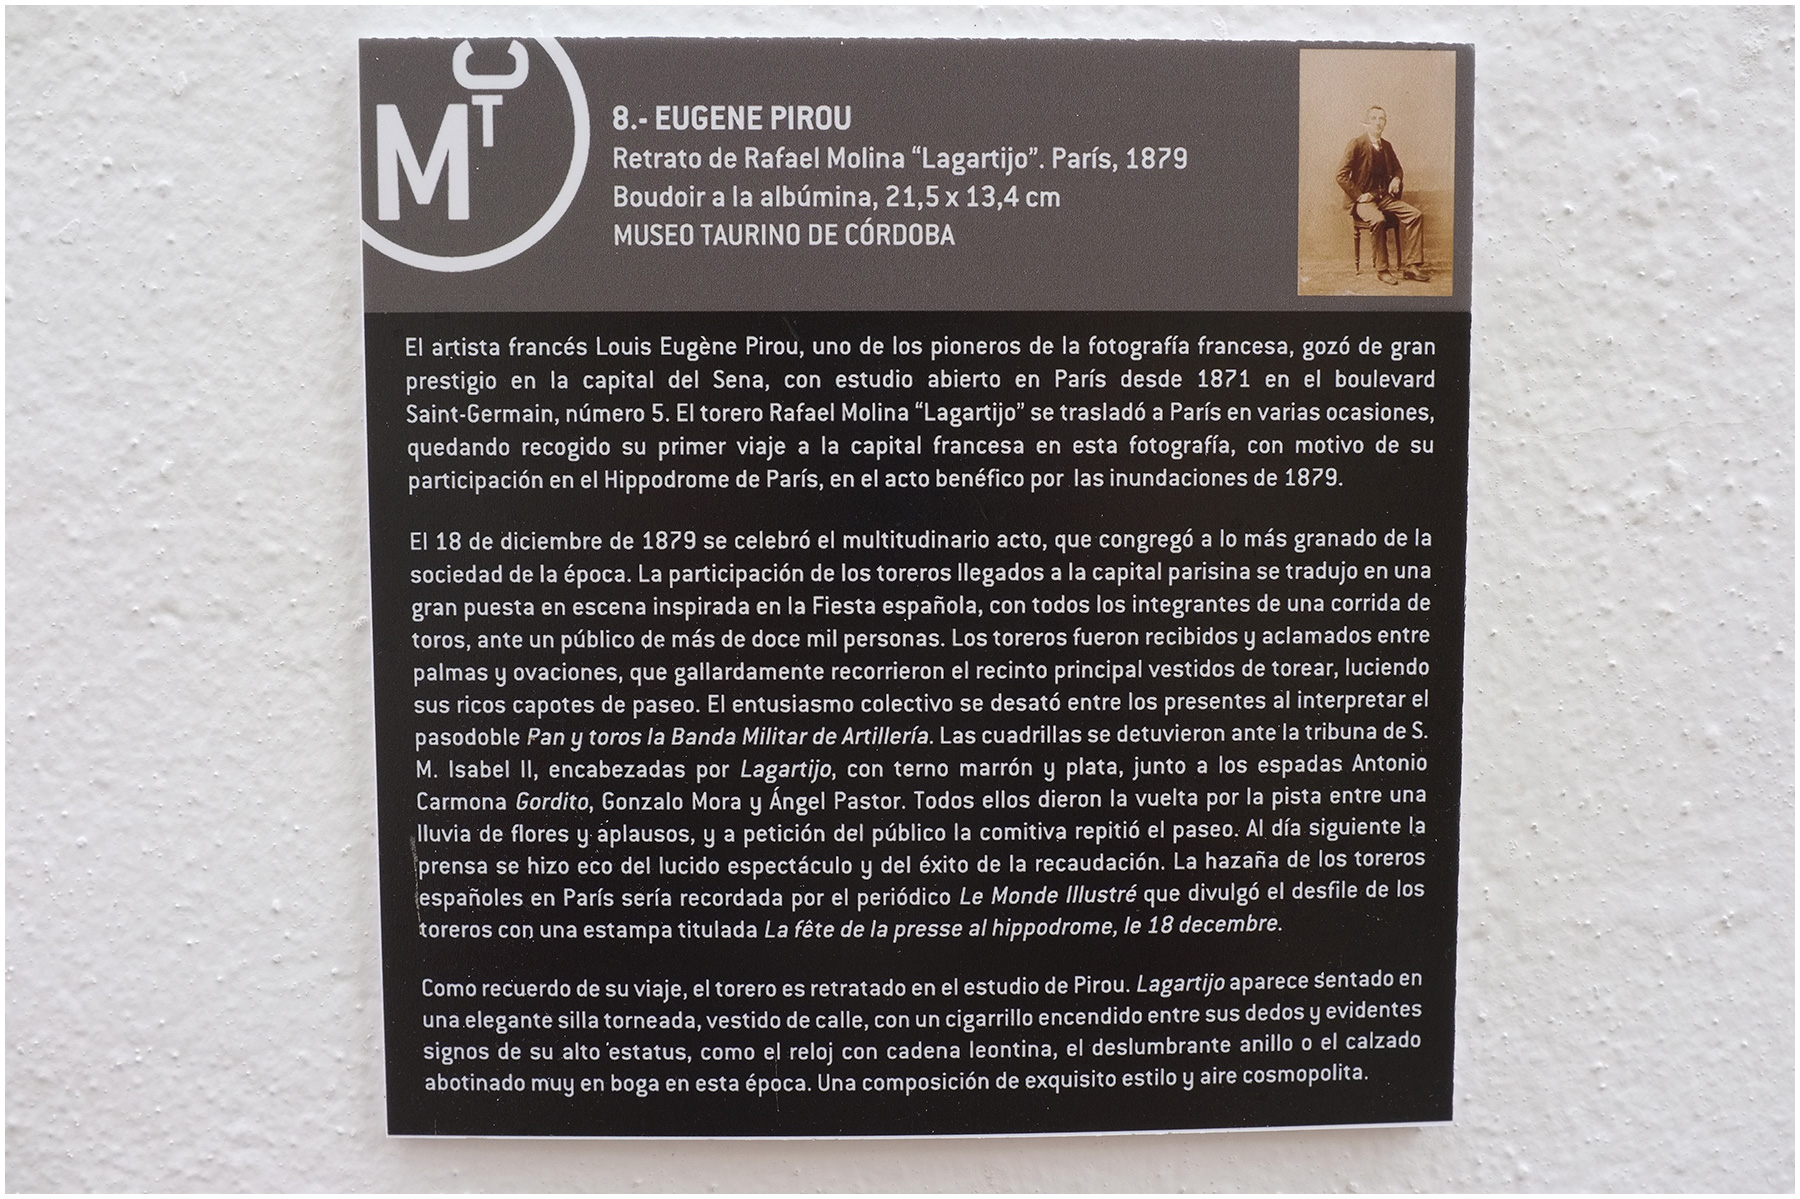 MTC
8.- EUGENE PIROU
Retrato de Rafael Molina “Lagartijo”. París, 1879
Boudoir a la albúmina, 21,5 x 13,4 cm
MUSEO TAURINO DE CÓRDOBA
El artista francés Louis Eugène Pirou, uno de los pioneros de la fotografía francesa, gozó de gran
prestigio en la capital del Sena, con estudio abierto en París desde 1871 en el boulevard
Saint-Germain, número 5. El torero Rafael Molina “Lagartijo” se trasladó a París en varias ocasiones,
quedando recogido su primer viaje a la capital francesa en esta fotografía, con motivo de su
participación en el Hippodrome de París, en el acto benéfico por las inundaciones de 1879.
El 18 de diciembre de 1879 se celebró el multitudinario acto, que congregó a lo más granado de la
sociedad de la época. La participación de los toreros llegados a la capital parisina se tradujo en una
gran puesta en escena inspirada en la Fiesta española, con todos los integrantes de una corrida de
toros, ante un público de más de doce mil personas. Los toreros fueron recibidos y aclamados entre
palmas y ovaciones, que gallardamente recorrieron el recinto principal vestidos de torear, luciendo
sus ricos capotes de paseo. El entusiasmo colectivo se desató entre los presentes al interpretar el
pasodoble Pan y toros la Banda Militar de Artillería. Las cuadrillas se detuvieron ante la tribuna de S.
M. Isabel II, encabezadas por Lagartijo, con terno marrón y plata, junto a los espadas Antonio
Carmona Gordito, Gonzalo Mora y Ángel Pastor. Todos ellos dieron la vuelta por la pista entre una
lluvia de flores y aplausos, y a petición del público la comitiva repitió el paseo. Al día siguiente la
prensa se hizo eco del lucido espectáculo y del éxito de la recaudación. La hazaña de los toreros
españoles en París sería recordada por el periódico Le Monde Illustré que divulgó el desfile de los
toreros con una estampa titulada La fête de la presse al hippodrome, le 18 decembre.
Como recuerdo de su viaje, el torero es retratado en el estudio de Pirou. Lagartijo aparece sentado en
una elegante silla torneada, vestido de calle, con un cigarrillo encendido entre sus dedos y evidentes
signos de su alto estatus, como el reloj con cadena leontina, el deslumbrante anillo o el calzado
abotinado muy en boga en esta época. Una composición de exquisito estilo y aire cosmopolita.